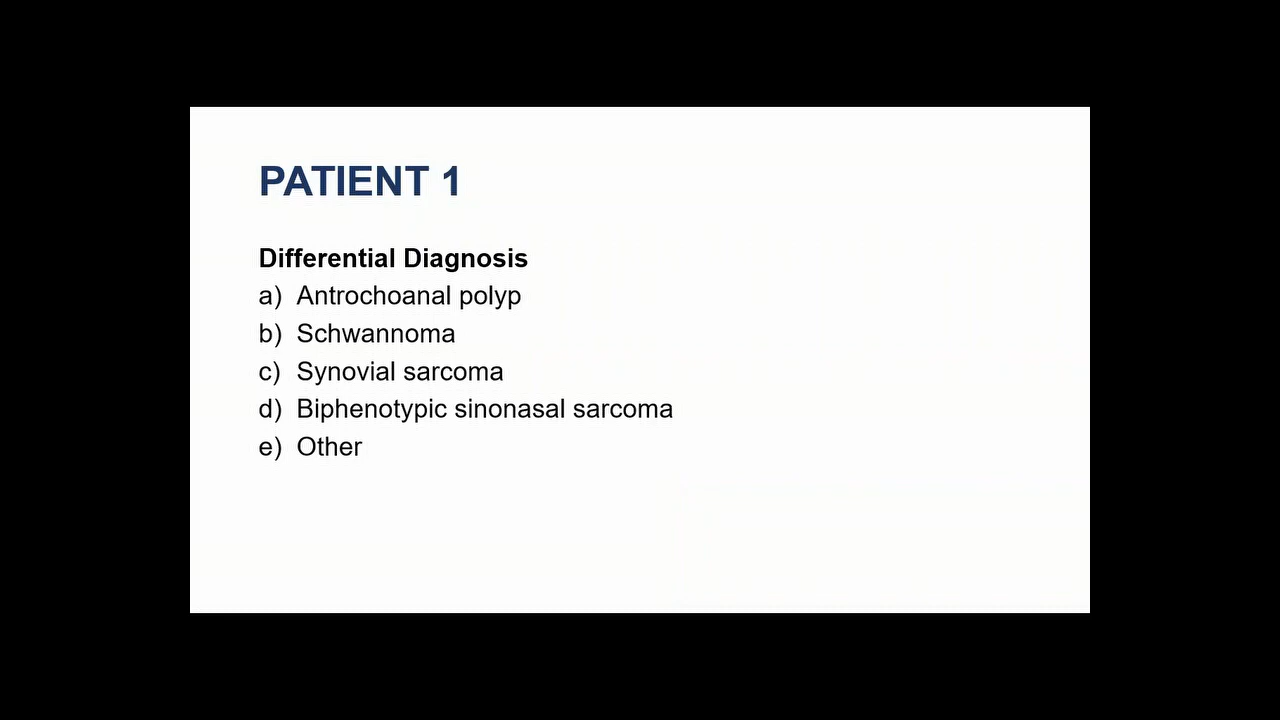 PATIENT 1
Differential Diagnosis
a) Antrochoanal polyp
b) Schwannoma
c) Synovial sarcoma
d) Biphenotypic sinonasal sarcoma
e) Other